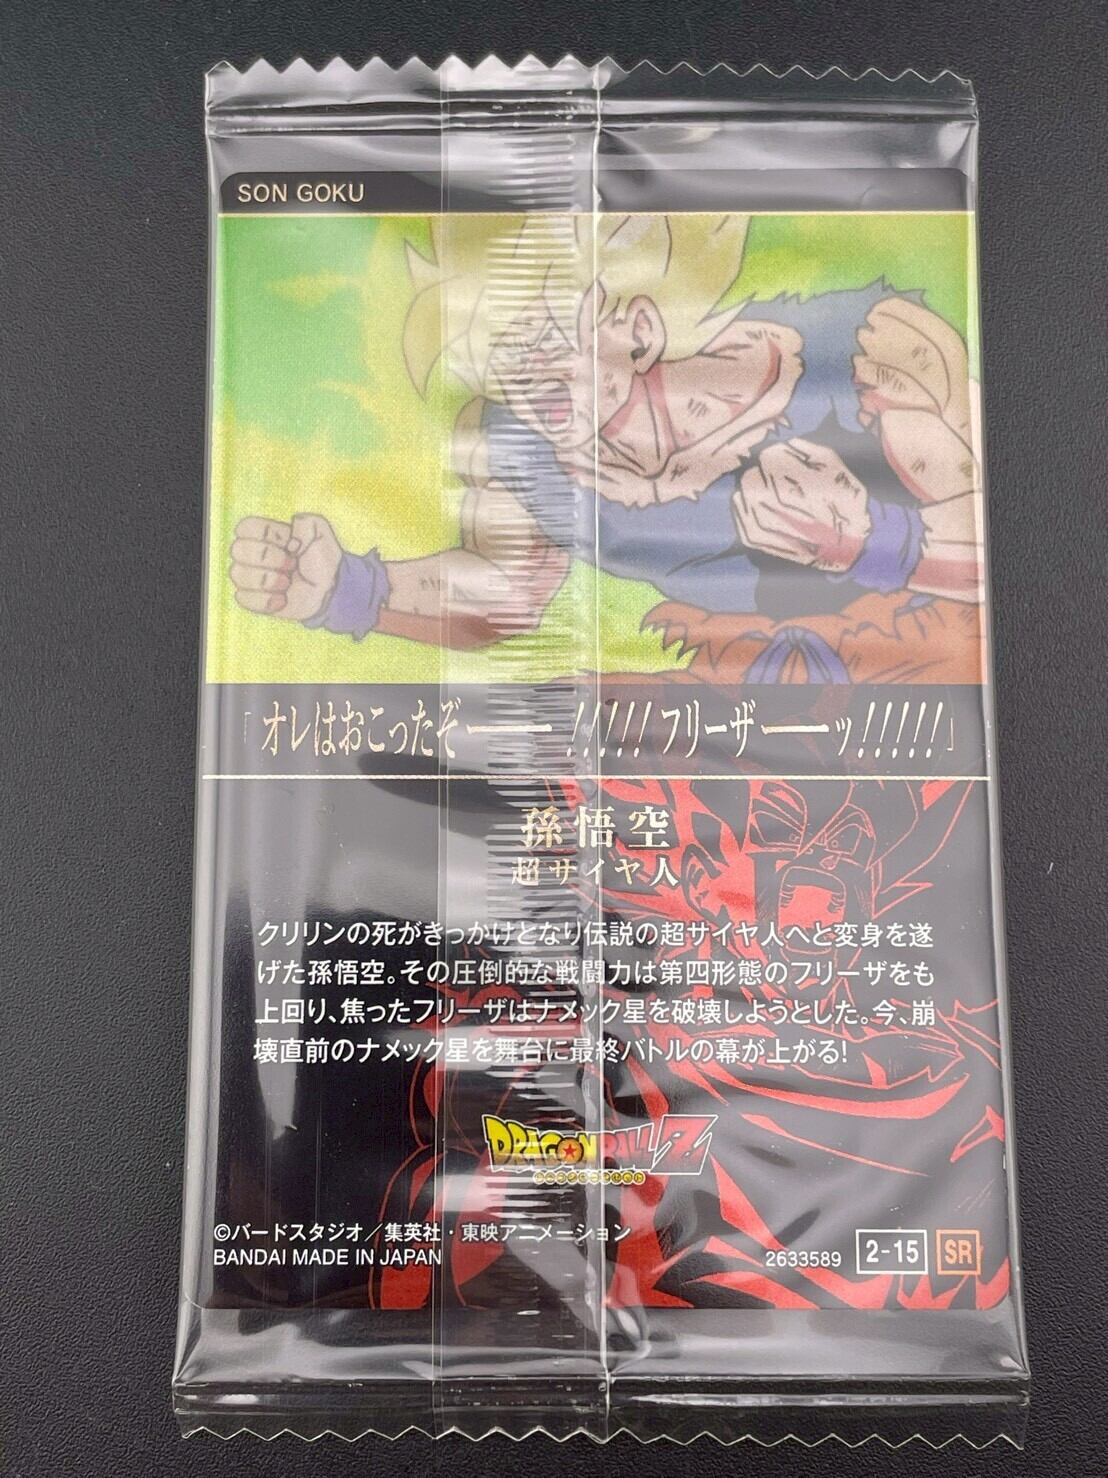 SON GOKU
「オレはおこったぞ――!!!!! フリーザ――ッ!!!!!」
孫悟空
超サイヤ人
クリリンの死がきっかけとなり伝説の超サイヤ人へと変身を遂
げた孫悟空。その圧倒的な戦闘力は第四形態のフリーザをも
上回り、焦ったフリーザはナメック星を破壊しようとした。今、崩
壊直前のナメック星を舞台に最終バトルの幕が上がる!
DRAGON BALL Z
©バードスタジオ/集英社・東映アニメーション
BANDAI MADE IN JAPAN
2633589 2-15 SR